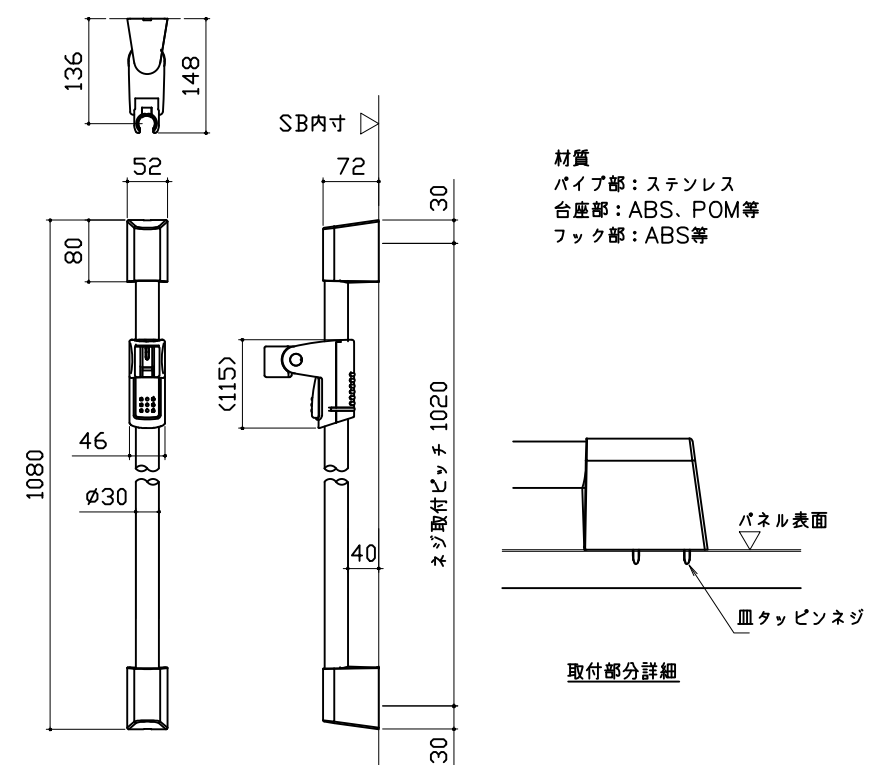 136
148
SB内寸
52
72
30
80
材質
パイプ部：ステンレス
台座部：ABS、POM等
フック部：ABS等
(115)
46
1080
ネジ取付ピッチ 1020
φ30
40
パネル表面
皿タッピンネジ
取付部分詳細
30